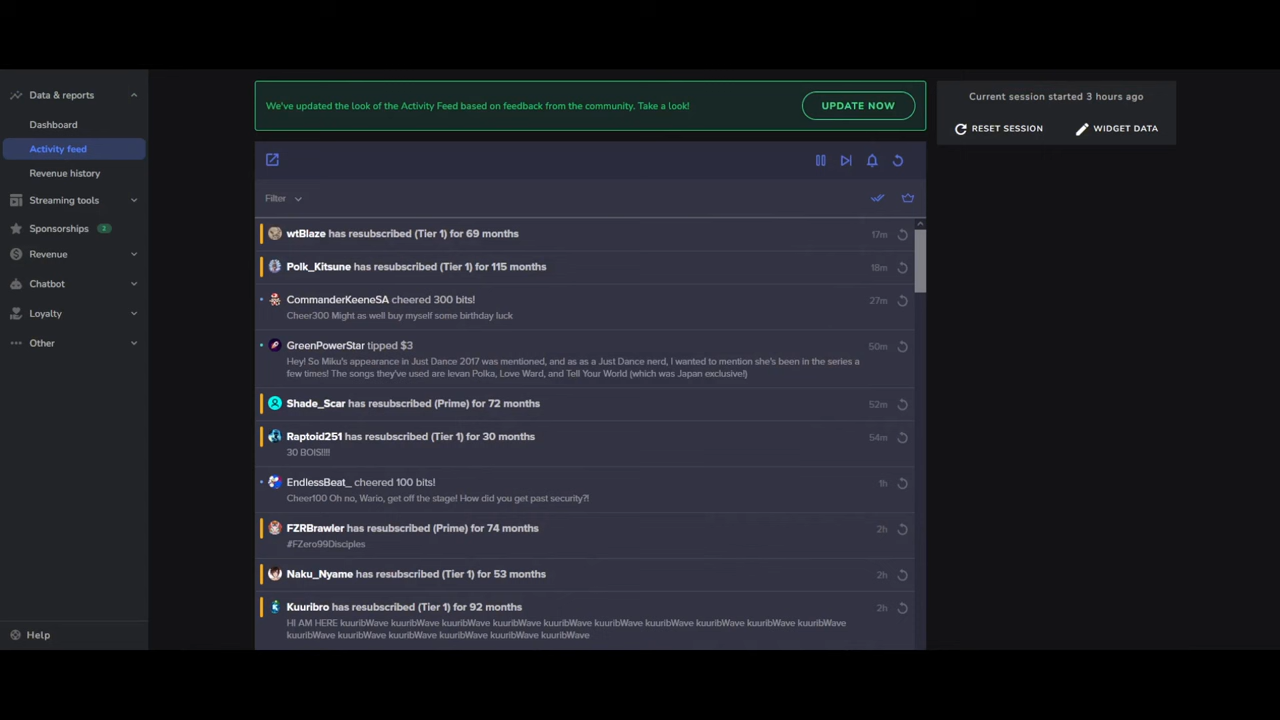 Data & reports
Dashboard
Activity feed
Revenue history
Streaming tools
Sponsorships 2
Revenue
Chatbot
Loyalty
Other
Help
We've updated the look of the Activity Feed based on feedback from the community. Take a look!
UPDATE NOW
Filter
wtBlaze has resubscribed (Tier 1) for 69 months 17m
Polk_Kitsune has resubscribed (Tier 1) for 115 months 18m
CommanderKeeneSA cheered 300 bits! 27m
Cheer300 Might as well buy myself some birthday luck
GreenPowerStar tipped $3 50m
Hey! So Miku's appearance in Just Dance 2017 was mentioned, and as as a Just Dance nerd, I wanted to mention she's been in the series a
few times! The songs they've used are Ievan Polka, Love Ward, and Tell Your World (which was Japan exclusive!)
Shade_Scar has resubscribed (Prime) for 72 months 52m
Raptoid251 has resubscribed (Tier 1) for 30 months 54m
30 BOIS!!!!
EndlessBeat_ cheered 100 bits! 1h
Cheer100 Oh no, Wario, get off the stage! How did you get past security?!
FZRBrawler has resubscribed (Prime) for 74 months 2h
#FZero99Disciples
Naku_Nyame has resubscribed (Tier 1) for 53 months 2h
Kuuribro has resubscribed (Tier 1) for 92 months 2h
HI AM HERE kuuribWave kuuribWave kuuribWave kuuribWave kuuribWave kuuribWave kuuribWave kuuribWave kuuribWave kuuribWave
kuuribWave kuuribWave kuuribWave kuuribWave kuuribWave kuuribWave
Current session started 3 hours ago
RESET SESSION
WIDGET DATA